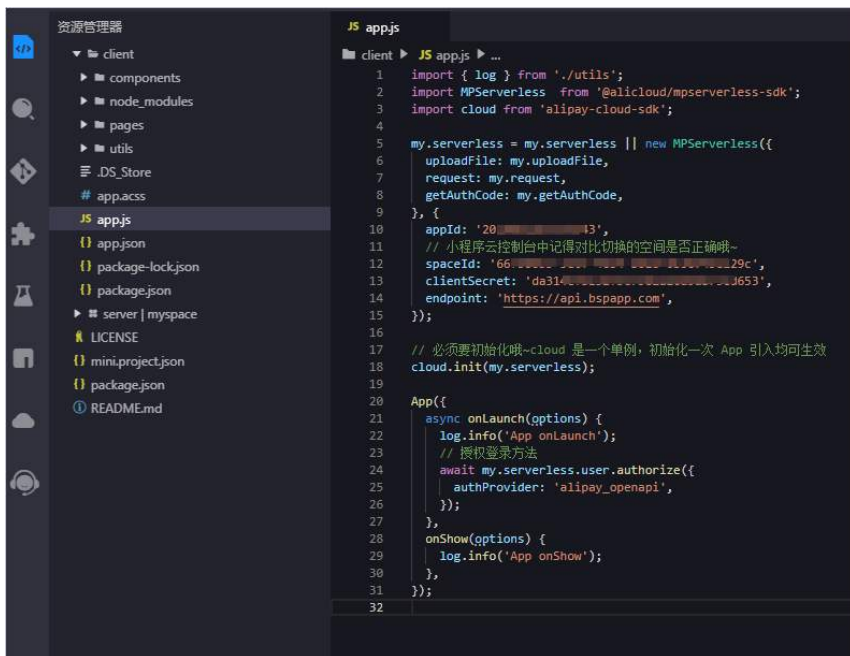 资源管理器
client
components
node_modules
pages
utils
.DS_Store
# app.acss
JS app.js
{} app.json
{} package-lock.json
{} package.json
server | myspace
LICENSE
{} mini.project.json
{} package.json
README.md
JS app.js
client JS app.js ...
1 import { log } from './utils';
2 import MPServerless from '@alicloud/mpserverless-sdk';
3 import cloud from 'alipay-cloud-sdk';
4
5 my.serverless = my.serverless || new MPServerless({
6 uploadFile: my.uploadFile,
7 request: my.request,
8 getAuthCode: my.getAuthCode,
9 }, {
10 appId: '20 43',
11 // 小程序云控制台中记得对比切换的空间是否正确哦~
12 spaceId: '66 29c',
13 clientSecret: 'da314 653',
14 endpoint: 'https://api.bspapp.com',
15 });
16
17 // 必须要初始化哦~cloud 是一个单例，初始化一次 App 引入均可生效
18 cloud.init(my.serverless);
19
20 App({
21 async onLaunch(options) {
22 log.info('App onLaunch');
23 // 授权登录方法
24 await my.serverless.user.authorize({
25 authProvider: 'alipay_openapi',
26 });
27 },
28 onShow(options) {
29 log.info('App onShow');
30 },
31 });
32